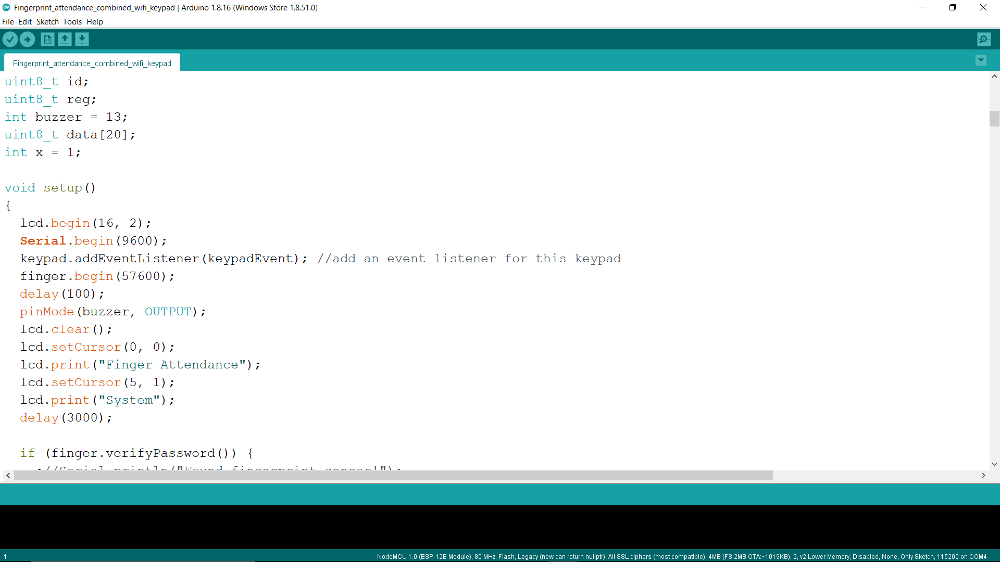 Fingerprint_attendance_combined_wifi_keypad | Arduino 1.8.16 (Windows Store 1.8.51.0)
File Edit Sketch Tools Help
Fingerprint_attendance_combined_wifi_keypad
uint8_t id;
uint8_t reg;
int buzzer = 13;
uint8_t data[20];
int x = 1;
void setup()
{
lcd.begin(16, 2);
Serial.begin(9600);
keypad.addEventListener(keypadEvent); //add an event listener for this keypad
finger.begin(57600);
delay(100);
pinMode(buzzer, OUTPUT);
lcd.clear();
lcd.setCursor(0, 0);
lcd.print("Finger Attendance");
lcd.setCursor(5, 1);
lcd.print("System");
delay(3000);
if (finger.verifyPassword()) {
;//Serial.println("Found fingerprint sensor!");
1
NodeMCU 1.0 (ESP-12E Module), 80 MHz, Flash, Legacy (new can return nullptr), All SSL ciphers (most compatible), 4MB (FS:2MB OTA:~1019KB), 2, v2 Lower Memory, Disabled, None, Only Sketch, 115200 on COM4